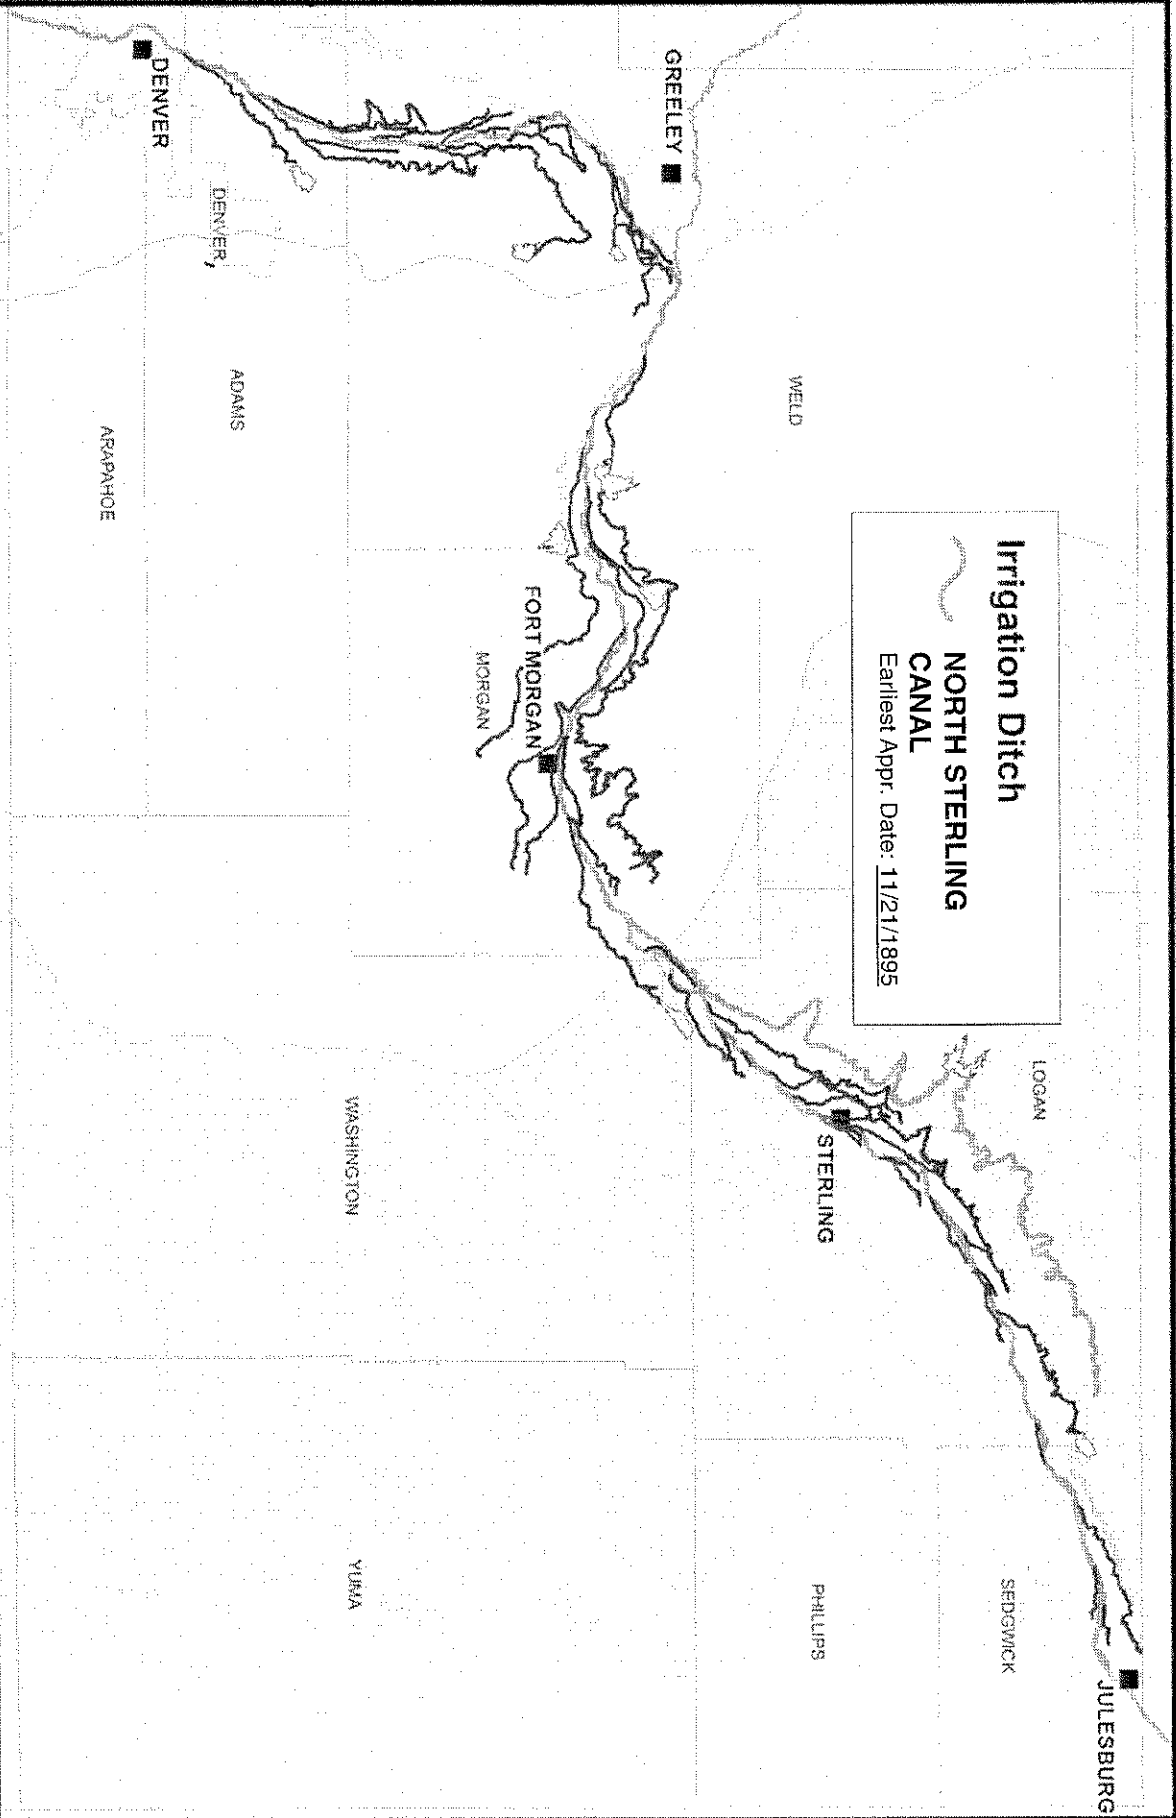 Irrigation Ditch
NORTH STERLING
CANAL
Earliest Appr. Date: 11/21/1895
JULESBURG
SEDGWICK
LOGAN
PHILLIPS
STERLING
WELD
GREELEY
FORT MORGAN
MORGAN
YUMA
WASHINGTON
ADAMS
DENVER
DENVER
ARAPAHOE